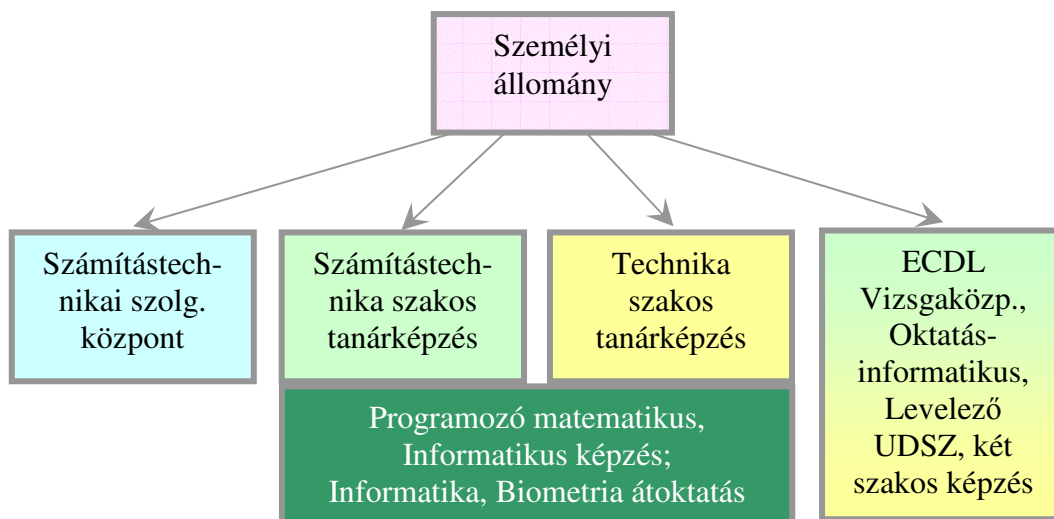 Személyi
állomány
Számítástech-
nikai szolg.
központ
Számítástech-
nika szakos
tanárképzés
Technika
szakos
tanárképzés
ECDL
Vizsgaközp.,
Oktatás-
informatikus,
Levelező
UDSZ, két
szakos képzés
Programozó matematikus,
Informatikus képzés;
Informatika, Biometria átoktatás